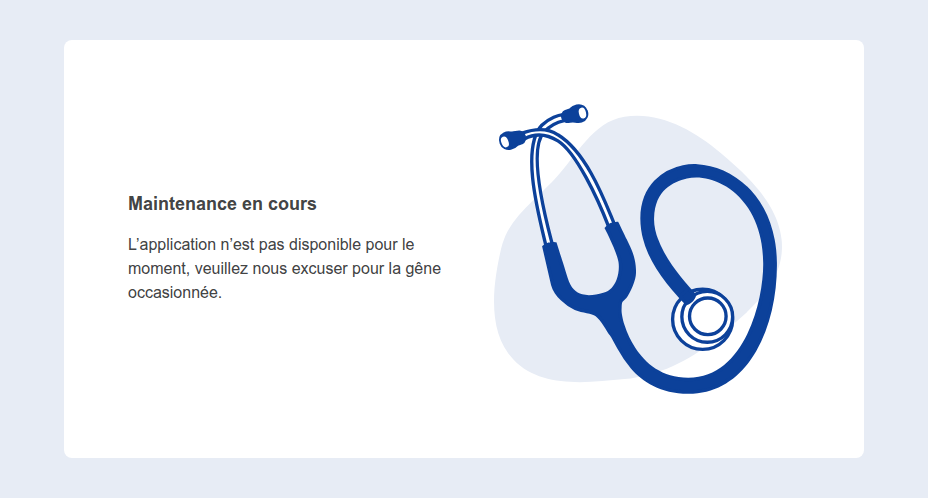 Maintenance en cours
L’application n’est pas disponible pour le
moment, veuillez nous excuser pour la gêne
occasionnée.